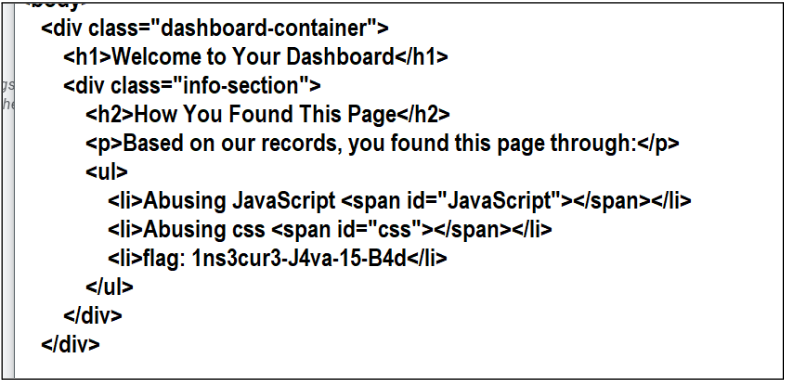 <body>
<div class="dashboard-container">
<h1>Welcome to Your Dashboard</h1>
<div class="info-section">
<h2>How You Found This Page</h2>
<p>Based on our records, you found this page through:</p>
<ul>
<li>Abusing JavaScript <span id="JavaScript"></span></li>
<li>Abusing css <span id="css"></span></li>
<li>flag: 1ns3cur3-J4va-15-B4d</li>
</ul>
</div>
</div>